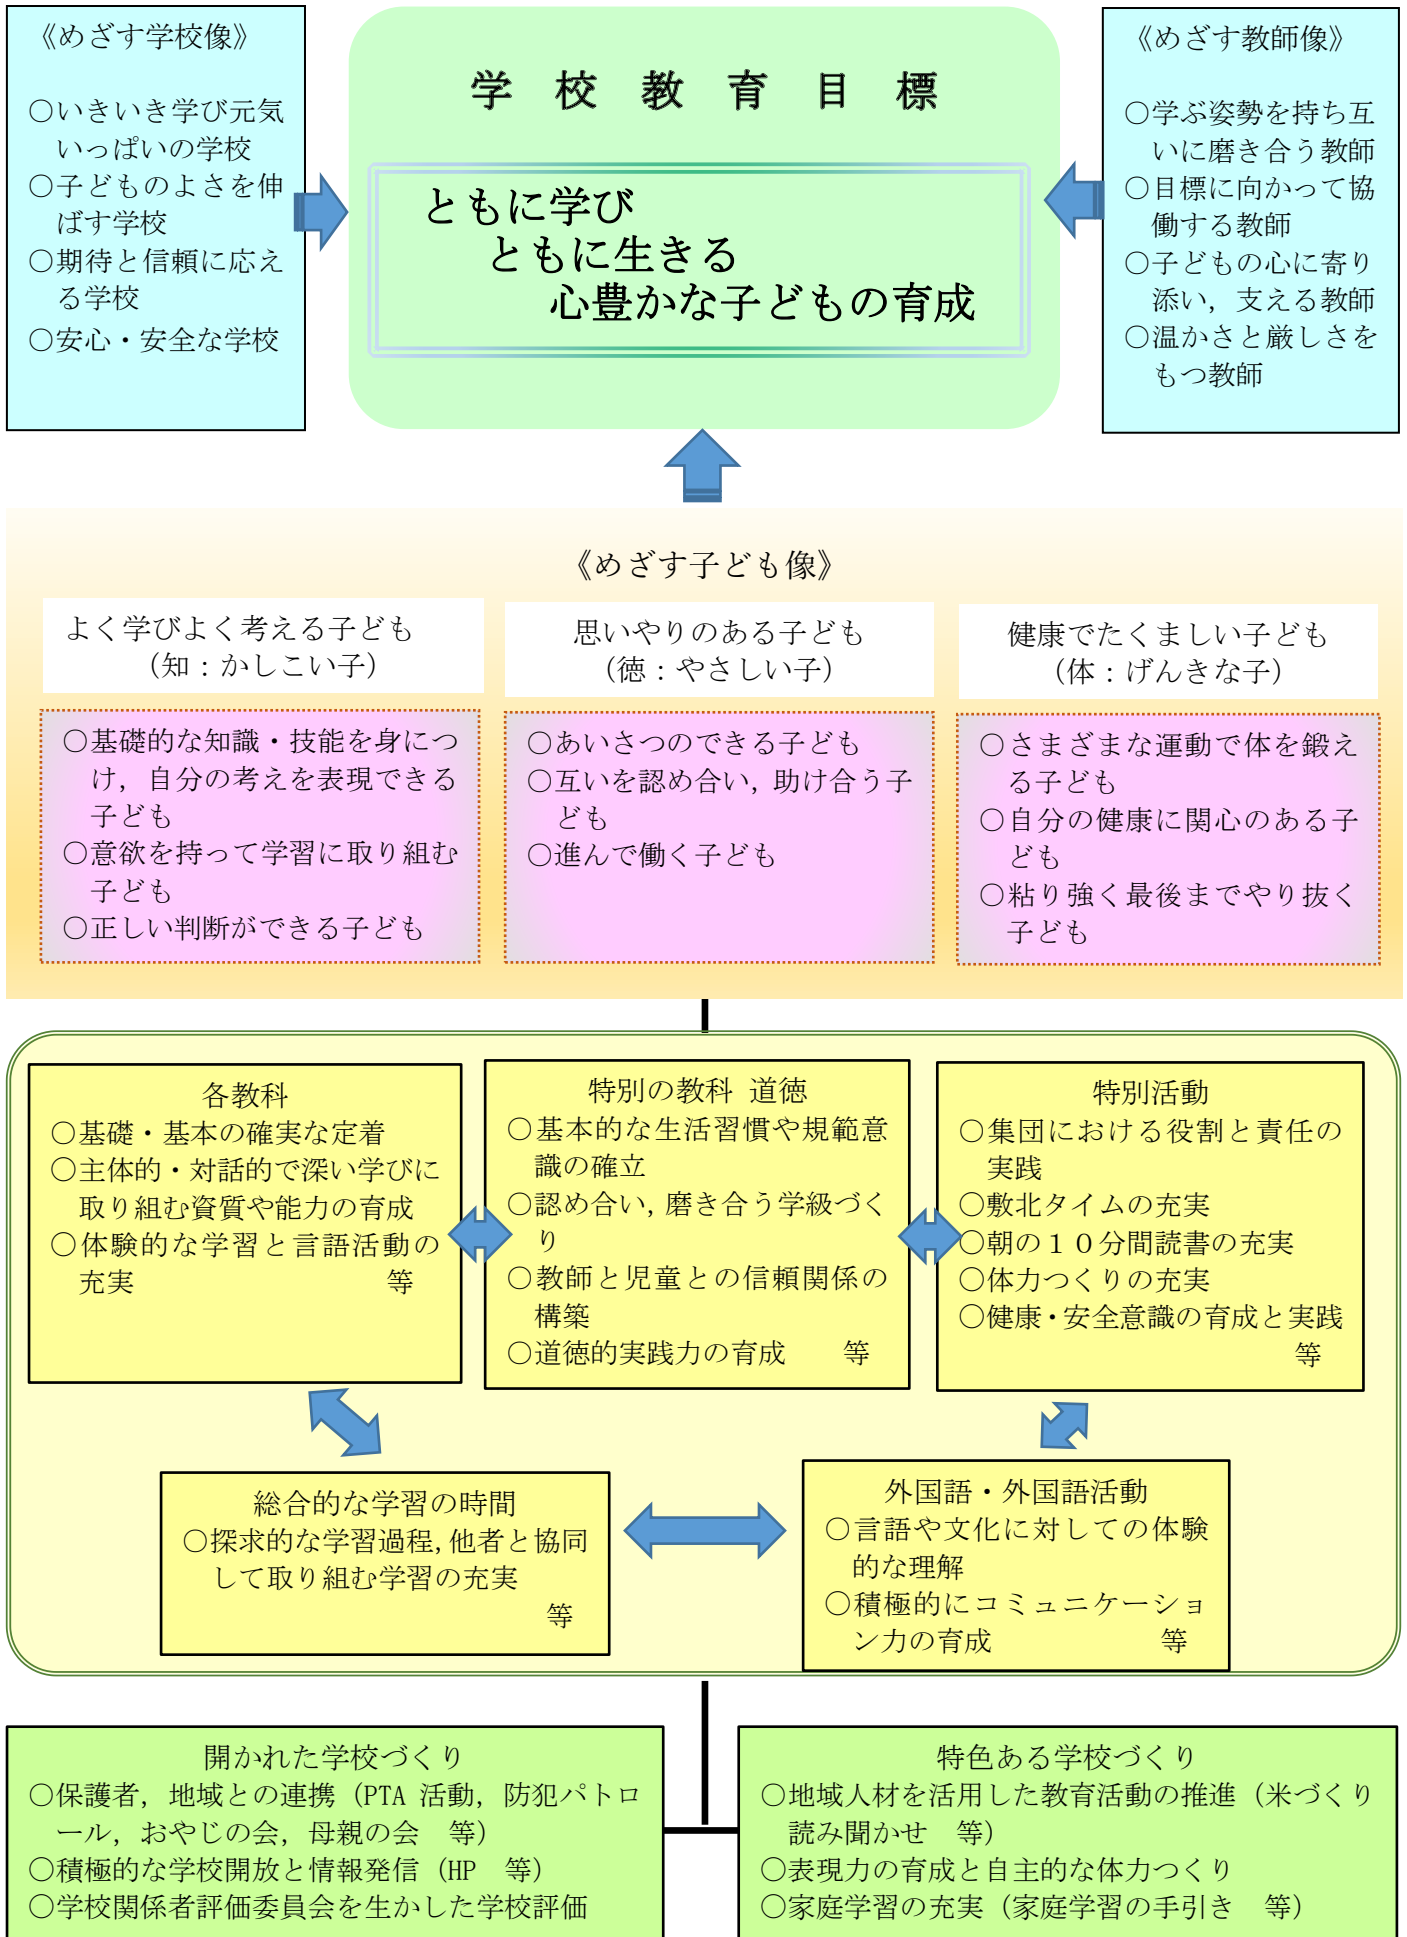 《めざす学校像》
○いきいき学び元気
いっぱいの学校
○子どものよさを伸
ばす学校
○期待と信頼に応え
る学校
○安心・安全な学校
学校教育目標
ともに学び
ともに生きる
心豊かな子どもの育成
《めざす教師像》
○学ぶ姿勢を持ち互
いに磨き合う教師
○目標に向かって協
働する教師
○子どもの心に寄り
添い，支える教師
○温かさと厳しさを
もつ教師
《めざす子ども像》
よく学びよく考える子ども
（知：かしこい子）
○基礎的な知識・技能を身につ
け，自分の考えを表現できる
子ども
○意欲を持って学習に取り組む
子ども
○正しい判断ができる子ども
思いやりのある子ども
（徳：やさしい子）
○あいさつのできる子ども
○互いを認め合い，助け合う子
ども
○進んで働く子ども
健康でたくましい子ども
（体：げんきな子）
○さまざまな運動で体を鍛え
る子ども
○自分の健康に関心のある子
ども
○粘り強く最後までやり抜く
子ども
各教科
○基礎・基本の確実な定着
○主体的・対話的で深い学びに
取り組む資質や能力の育成
○体験的な学習と言語活動の
充実　等
特別の教科 道徳
○基本的な生活習慣や規範意
識の確立
○認め合い，磨き合う学級づく
り
○教師と児童との信頼関係の
構築
○道徳的実践力の育成　等
特別活動
○集団における役割と責任の
実践
○敷北タイムの充実
○朝の１０分間読書の充実
○体力つくりの充実
○健康・安全意識の育成と実践
等
総合的な学習の時間
○探求的な学習過程，他者と協同
して取り組む学習の充実
等
外国語・外国語活動
○言語や文化に対しての体験
的な理解
○積極的にコミュニケーショ
ン力の育成　等
開かれた学校づくり
○保護者，地域との連携（PTA 活動，防犯パトロ
ール，おやじの会，母親の会　等）
○積極的な学校開放と情報発信（HP　等）
○学校関係者評価委員会を生かした学校評価
特色ある学校づくり
○地域人材を活用した教育活動の推進（米づくり
読み聞かせ　等）
○表現力の育成と自主的な体力つくり
○家庭学習の充実（家庭学習の手引き　等）